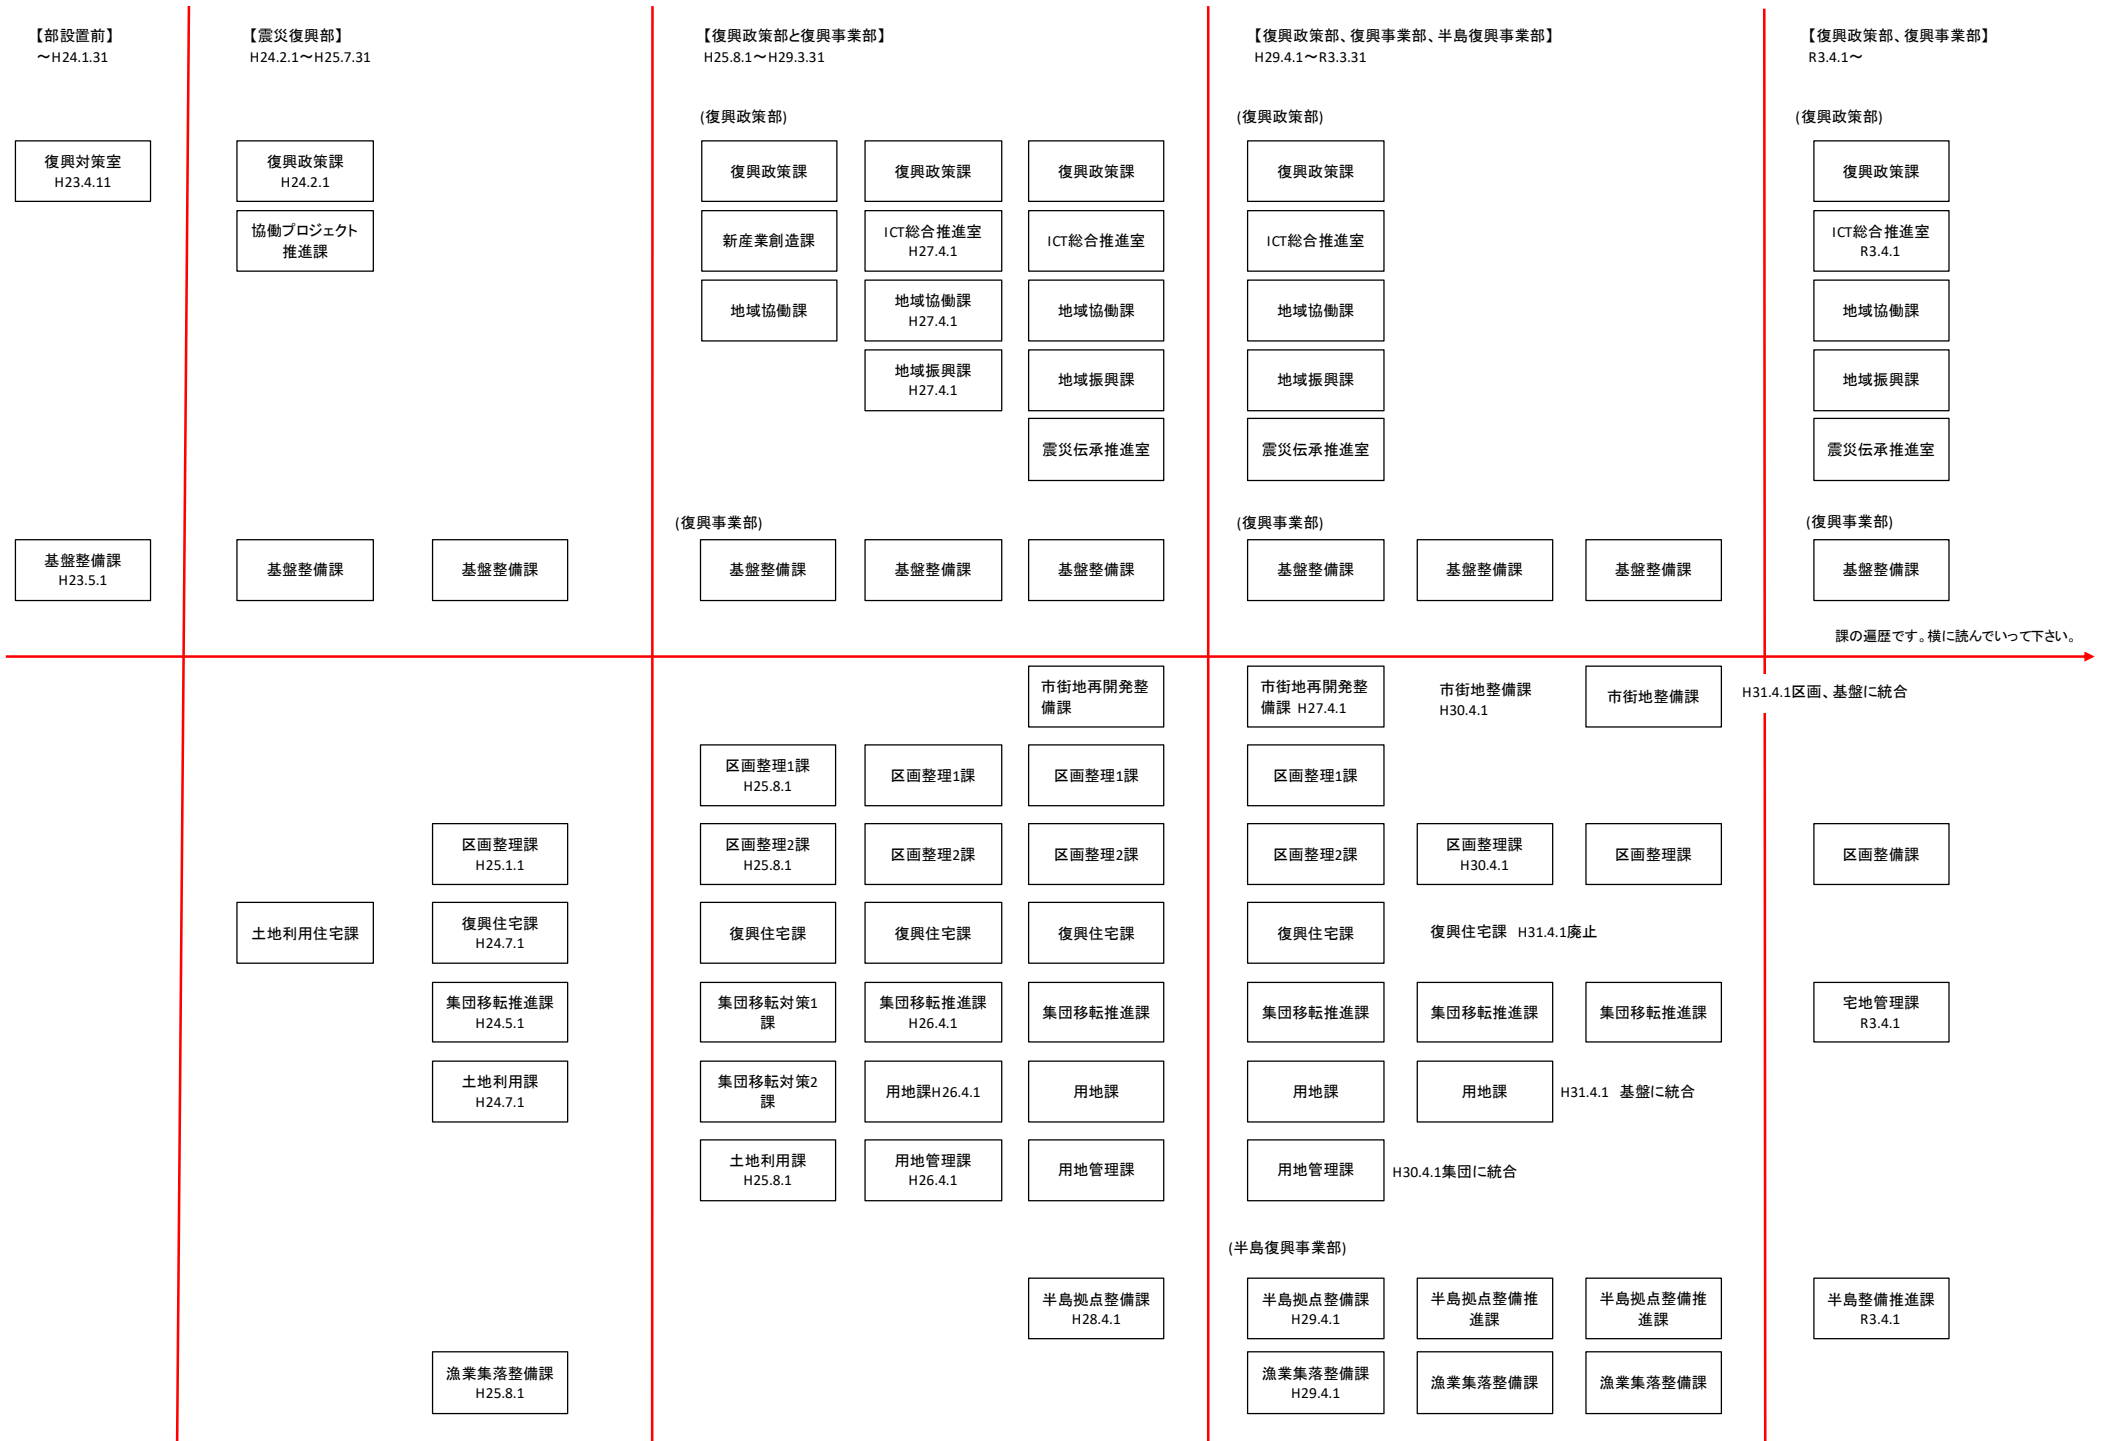 【部設置前】
～H24.1.31
【震災復興部】
H24.2.1～H25.7.31
【復興政策部と復興事業部】
H25.8.1～H29.3.31
【復興政策部、復興事業部、半島復興事業部】
H29.4.1～R3.3.31
【復興政策部、復興事業部】
R3.4.1～
(復興政策部)
(復興政策部)
(復興政策部)
復興対策室
H23.4.11
復興政策課
H24.2.1
復興政策課
復興政策課
復興政策課
復興政策課
復興政策課
協働プロジェクト
推進課
新産業創造課
ICT総合推進室
H27.4.1
ICT総合推進室
ICT総合推進室
ICT総合推進室
R3.4.1
地域協働課
地域協働課
H27.4.1
地域協働課
地域協働課
地域協働課
地域振興課
H27.4.1
地域振興課
地域振興課
地域振興課
震災伝承推進室
震災伝承推進室
震災伝承推進室
(復興事業部)
(復興事業部)
(復興事業部)
基盤整備課
H23.5.1
基盤整備課
基盤整備課
基盤整備課
基盤整備課
基盤整備課
基盤整備課
基盤整備課
基盤整備課
基盤整備課
課の遍歴です。横に読んでいって下さい。
市街地再開発整
備課
市街地再開発整
備課 H27.4.1
市街地整備課
H30.4.1
市街地整備課
H31.4.1区画、基盤に統合
区画整理1課
H25.8.1
区画整理1課
区画整理1課
区画整理1課
区画整理課
H25.1.1
区画整理2課
H25.8.1
区画整理2課
区画整理2課
区画整理2課
区画整理課
H30.4.1
区画整理課
区画整備課
土地利用住宅課
復興住宅課
H24.7.1
復興住宅課
復興住宅課
復興住宅課
復興住宅課
復興住宅課 H31.4.1廃止
集団移転推進課
H24.5.1
集団移転対策1
課
集団移転推進課
H26.4.1
集団移転推進課
集団移転推進課
集団移転推進課
集団移転推進課
宅地管理課
R3.4.1
土地利用課
H24.7.1
集団移転対策2
課
用地課H26.4.1
用地課
用地課
用地課
H31.4.1 基盤に統合
土地利用課
H25.8.1
用地管理課
H26.4.1
用地管理課
用地管理課
H30.4.1集団に統合
(半島復興事業部)
半島拠点整備課
H28.4.1
半島拠点整備課
H29.4.1
半島拠点整備推
進課
半島拠点整備推
進課
半島整備推進課
R3.4.1
漁業集落整備課
H25.8.1
漁業集落整備課
H29.4.1
漁業集落整備課
漁業集落整備課